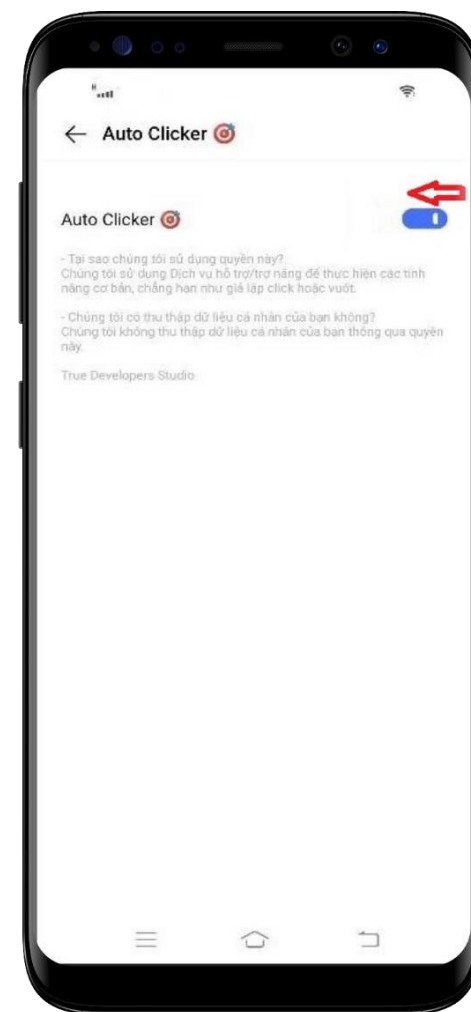 H
Auto Clicker
Auto Clicker
- Tại sao chúng tôi sử dụng quyền này?
Chúng tôi sử dụng Dịch vụ hỗ trợ/trợ năng để thực hiện các tính
năng cơ bản, chẳng hạn như giả lập click hoặc vuốt.
- Chúng tôi có thu thập dữ liệu cá nhân của bạn không?
Chúng tôi không thu thập dữ liệu cá nhân của bạn thông qua quyền
này.
True Developers Studio